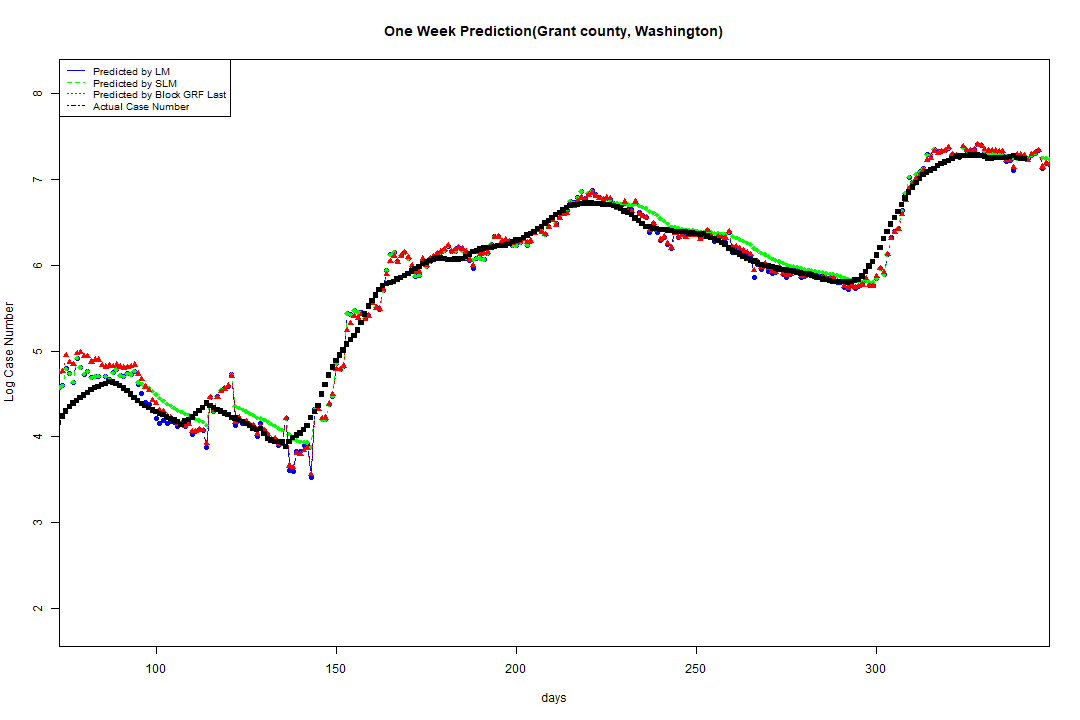 One Week Prediction(Grant county, Washington)
Predicted by LM
Predicted by SLM
Predicted by Block GRF Last
Actual Case Number
8
7
6
5
4
3
2
Log Case Number
100 150 200 250 300
days